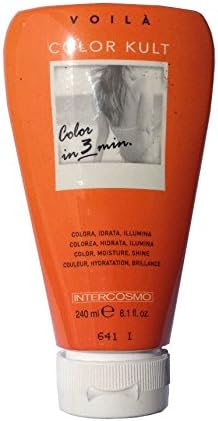 VOILÀ
COLOR KULT
Color
in 3 min.
COLORA, IDRATA, ILLUMINA
COLOREA, HIDRATA, ILUMINA
COLOR, MOISTURE, SHINE
COULEUR, HYDRATATION, BRILLANCE
INTERCOSMO
240 ml e 8.1 fl. oz.
641 I